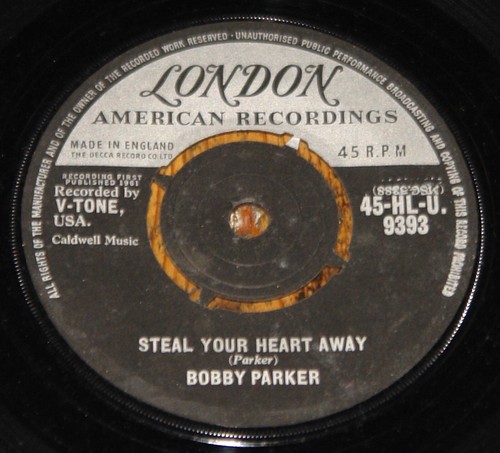 ALL RIGHTS OF THE MANUFACTURER AND OF THE OWNER OF THE RECORDED WORK RESERVED · UNAUTHORISED PUBLIC PERFORMANCE BROADCASTING AND COPYING OF THIS RECORD PROHIBITED
LONDON
AMERICAN RECORDINGS
MADE IN ENGLAND
THE DECCA RECORD CO LTD
45 R.P.M
RECORDING FIRST
PUBLISHED 1961
Recorded by
V-TONE,
USA.
Caldwell Music
45-HL-U.
9393
STEAL YOUR HEART AWAY
(Parker)
BOBBY PARKER